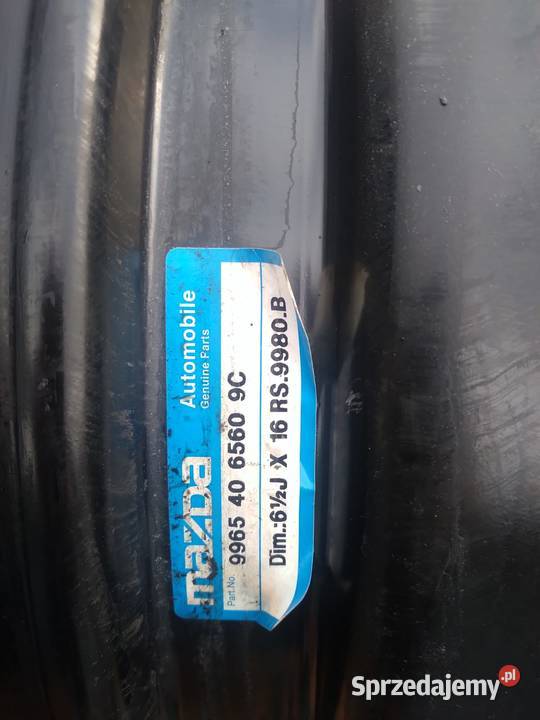 mazda
Automobile
Genuine Parts
Part.No.
9965 40 6560 9C
Dim.:6½J X 16 RS.9980.B
Sprzedajemy.pl